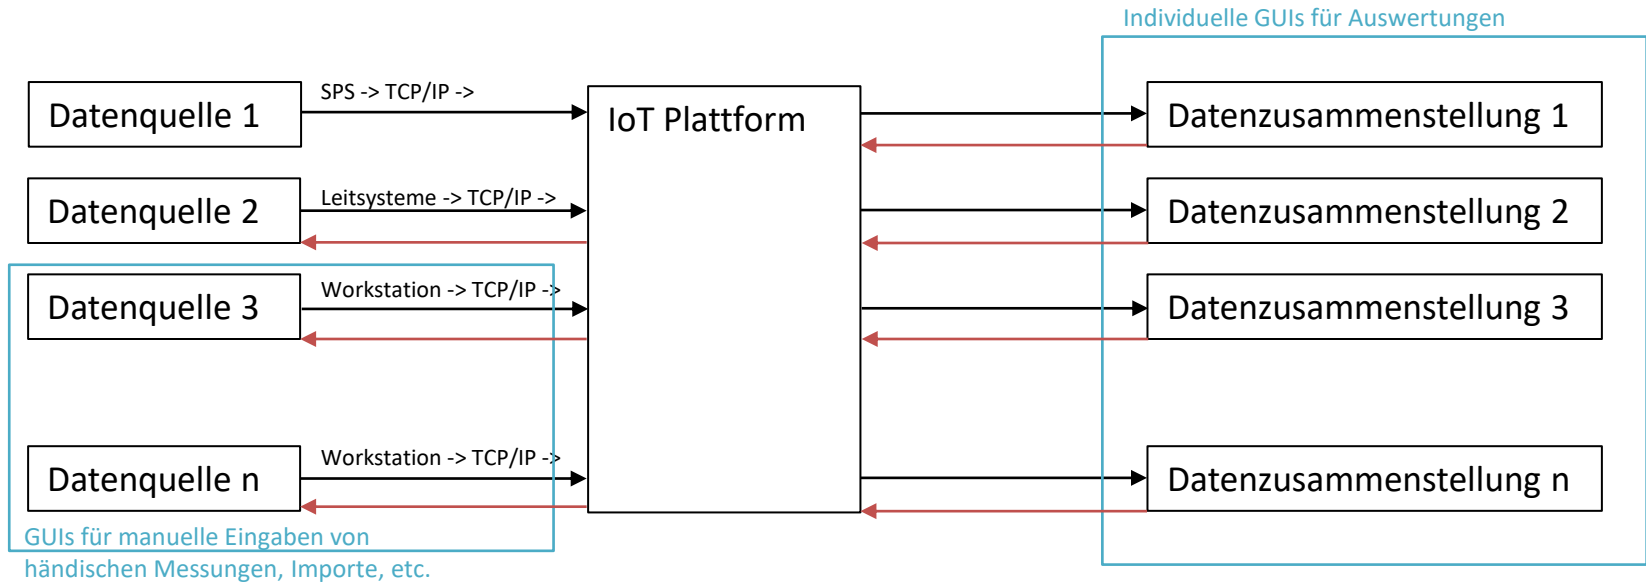 Individuelle GUIs für Auswertungen
Datenquelle 1
SPS -> TCP/IP ->
IoT Plattform
Datenzusammenstellung 1
Datenquelle 2
Leitsysteme -> TCP/IP ->
Datenzusammenstellung 2
Datenquelle 3
Workstation -> TCP/IP ->
Datenzusammenstellung 3
Datenquelle n
Workstation -> TCP/IP ->
Datenzusammenstellung n
GUIs für manuelle Eingaben von
händischen Messungen, Importe, etc.